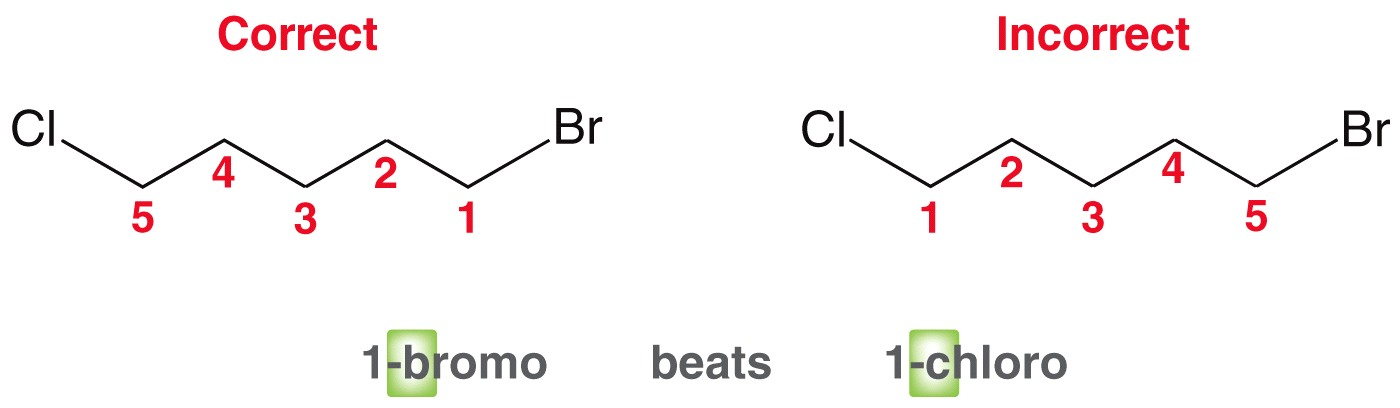 Correct Incorrect
Cl Br Cl Br
4 2 2 4
5 3 1 1 3 5
1-bromo beats 1-chloro